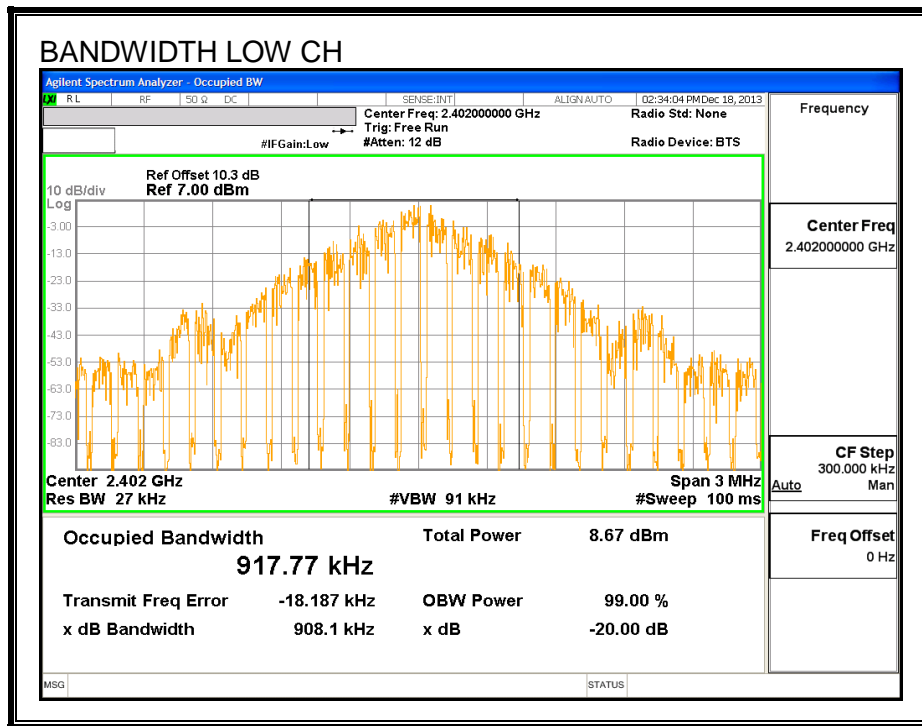 BANDWIDTH LOW CH
Agilent Spectrum Analyzer - Occupied BW
LXI RL RF 50 Ω DC SENSE:INT ALIGN AUTO 02:34:04 PM Dec 18, 2013
Center Freq: 2.402000000 GHz Radio Std: None
Trig: Free Run
#IFGain:Low #Atten: 12 dB Radio Device: BTS
Ref Offset 10.3 dB
10 dB/div Ref 7.00 dBm
Log
-3.00
-13.0
-23.0
-33.0
-43.0
-53.0
-63.0
-73.0
-83.0
Center 2.402 GHz Span 3 MHz
Res BW 27 kHz #VBW 91 kHz #Sweep 100 ms
Occupied Bandwidth Total Power 8.67 dBm
917.77 kHz
Transmit Freq Error -18.187 kHz OBW Power 99.00 %
x dB Bandwidth 908.1 kHz x dB -20.00 dB
MSG STATUS
Frequency
Center Freq
2.402000000 GHz
CF Step
300.000 kHz
Auto Man
Freq Offset
0 Hz